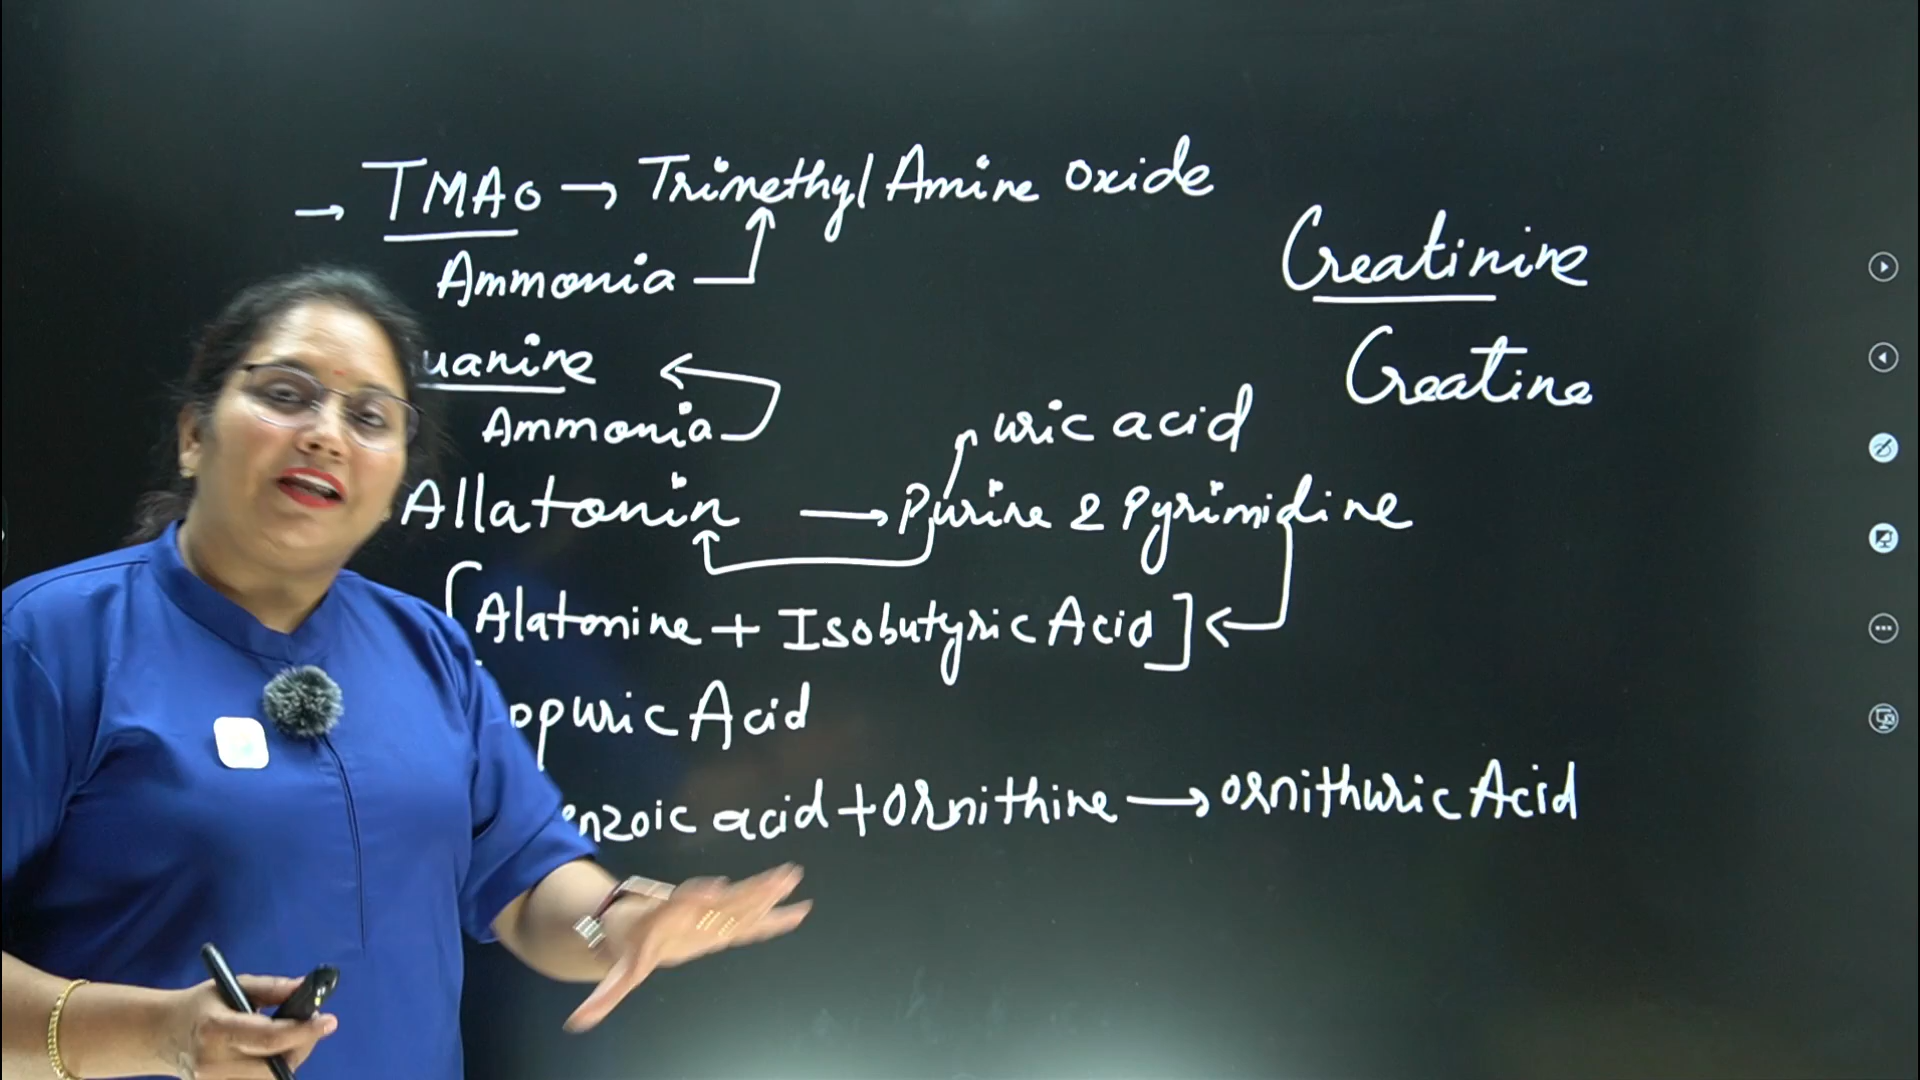 → TMAO → Trimethyl Amine Oxide
Ammonia
uanine
Ammonia
Creatinine
Creatine
uric acid
Allatonin → Purine & Pyrimidine
[Alatonine + Isobutyric Acid]
ppuric Acid
enzoic acid + Ornithine → Ornithuric Acid